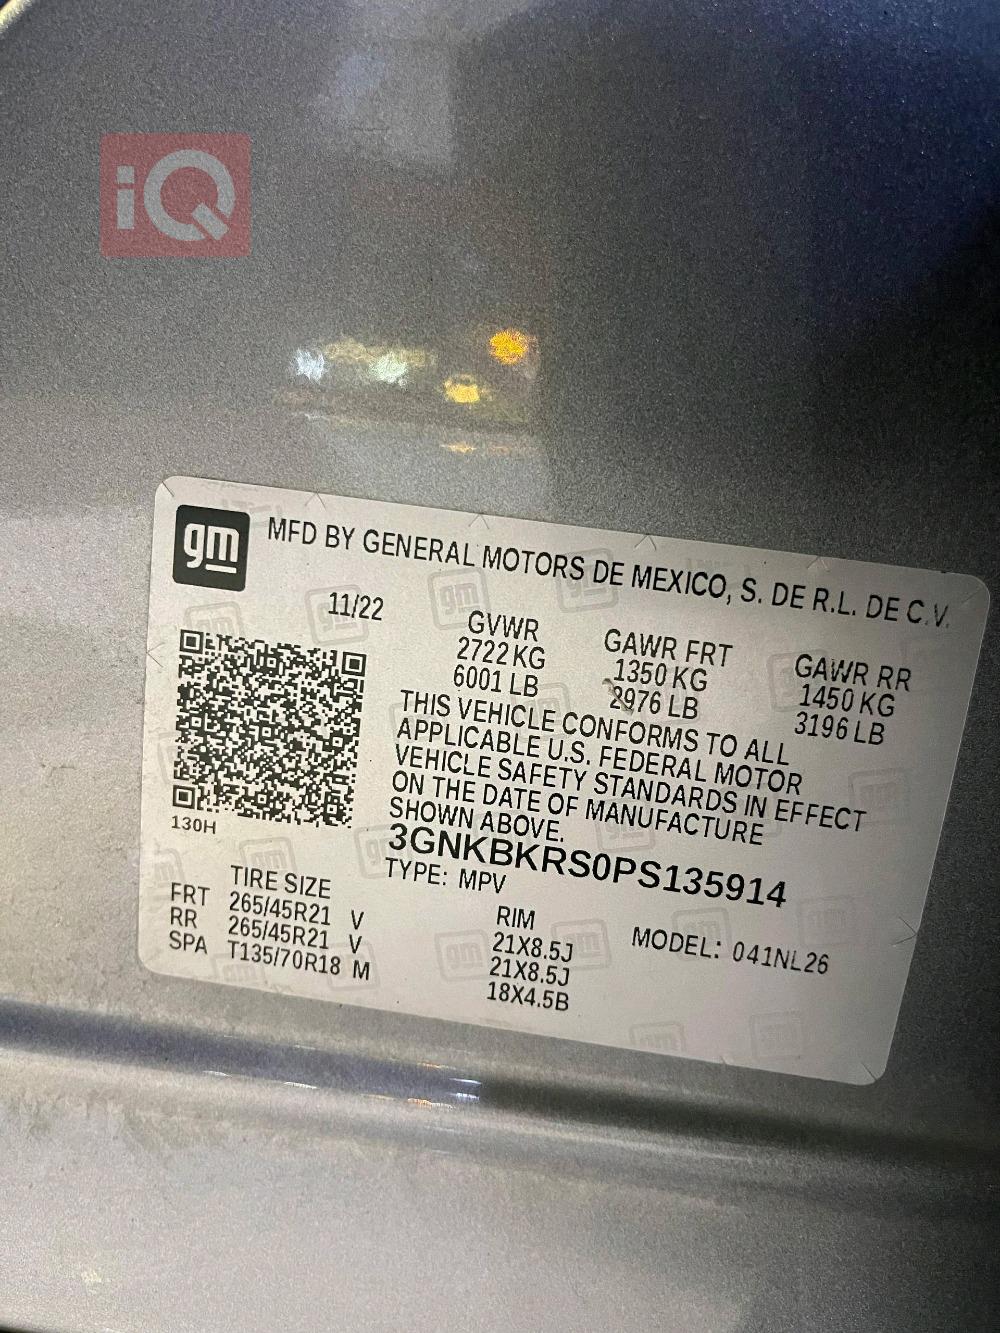 iQ
gm MFD BY GENERAL MOTORS DE MEXICO, S. DE R.L. DE C.V.
11/22
GVWR GAWR FRT GAWR RR
2722 KG 1350 KG 1450 KG
6001 LB 2976 LB 3196 LB
THIS VEHICLE CONFORMS TO ALL
APPLICABLE U.S. FEDERAL MOTOR
VEHICLE SAFETY STANDARDS IN EFFECT
ON THE DATE OF MANUFACTURE
SHOWN ABOVE.
130H
3GNKBKRS0PS135914
TYPE: MPV
MODEL: 041NL26
TIRE SIZE RIM
FRT 265/45R21 V 21X8.5J
RR 265/45R21 V 21X8.5J
SPA T135/70R18 M 18X4.5B